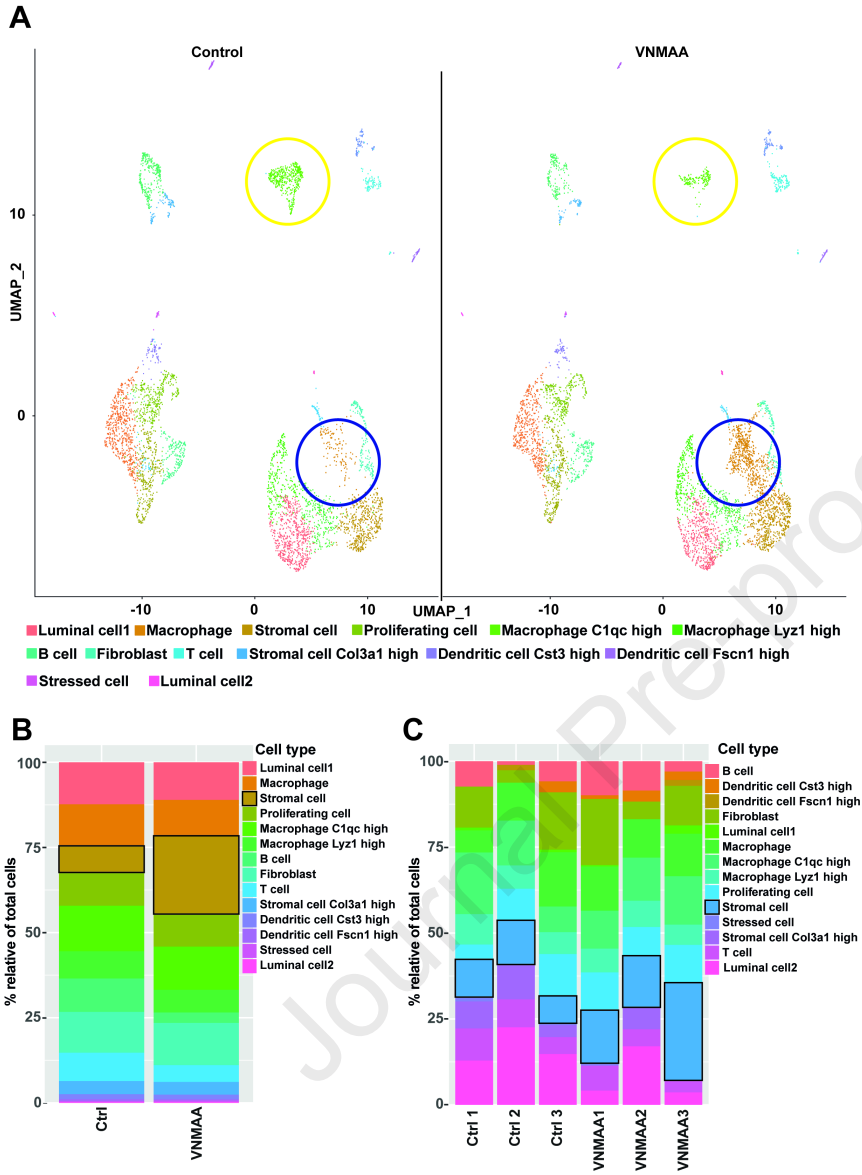 A
Control
VNMAA
10
0
UMAP_2
-10
0
10
-10
0
10
UMAP_1
Luminal cell1 Macrophage Stromal cell Proliferating cell Macrophage C1qc high Macrophage Lyz1 high
B cell Fibroblast T cell Stromal cell Col3a1 high Dendritic cell Cst3 high Dendritic cell Fscn1 high
Stressed cell Luminal cell2
B
100
75
50
25
0
% relative of total cells
Ctrl
VNMAA
Cell type
Luminal cell1
Macrophage
Stromal cell
Proliferating cell
Macrophage C1qc high
Macrophage Lyz1 high
B cell
Fibroblast
T cell
Stromal cell Col3a1 high
Dendritic cell Cst3 high
Dendritic cell Fscn1 high
Stressed cell
Luminal cell2
C
100
75
50
25
0
% relative of total cells
Ctrl 1
Ctrl 2
Ctrl 3
VNMAA1
VNMAA2
VNMAA3
Cell type
B cell
Dendritic cell Cst3 high
Dendritic cell Fscn1 high
Fibroblast
Luminal cell1
Macrophage
Macrophage C1qc high
Macrophage Lyz1 high
Proliferating cell
Stromal cell
Stressed cell
Stromal cell Col3a1 high
T cell
Luminal cell2
Journal Pre-proo